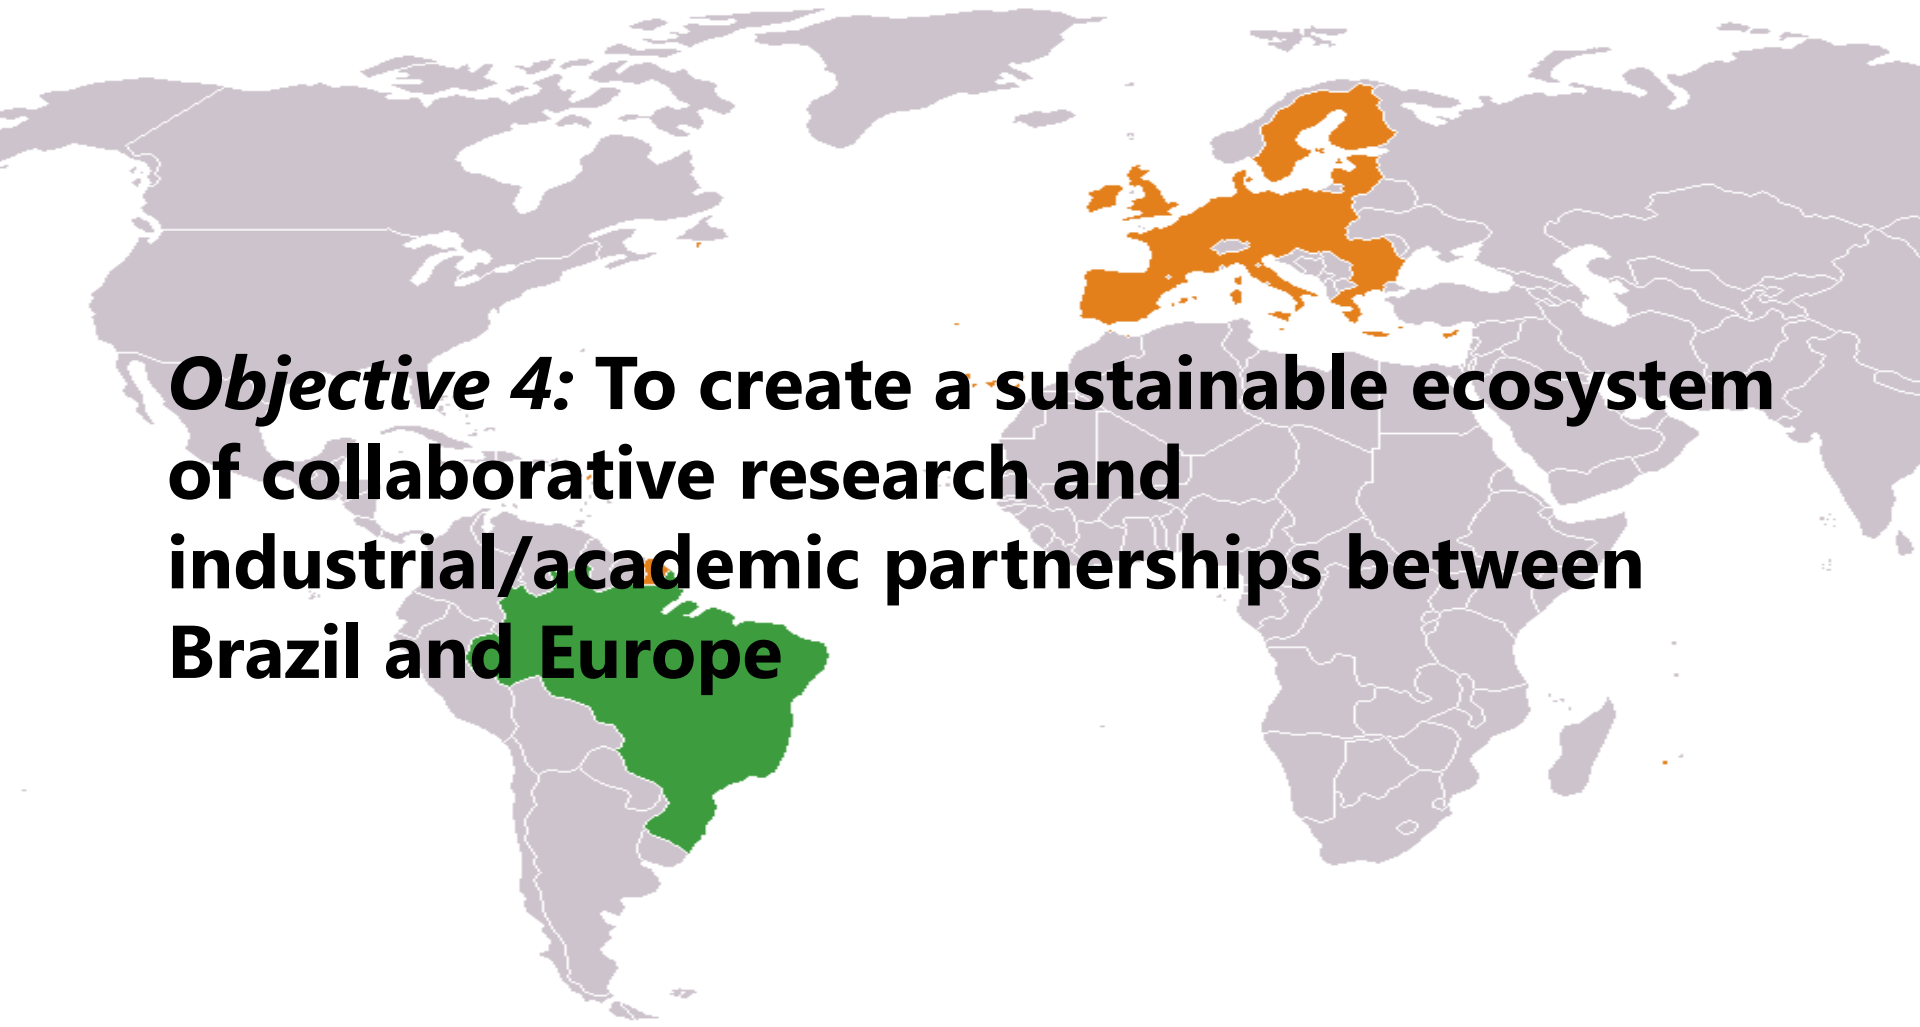 Objective 4: To create a sustainable ecosystem
of collaborative research and
industrial/academic partnerships between
Brazil and Europe